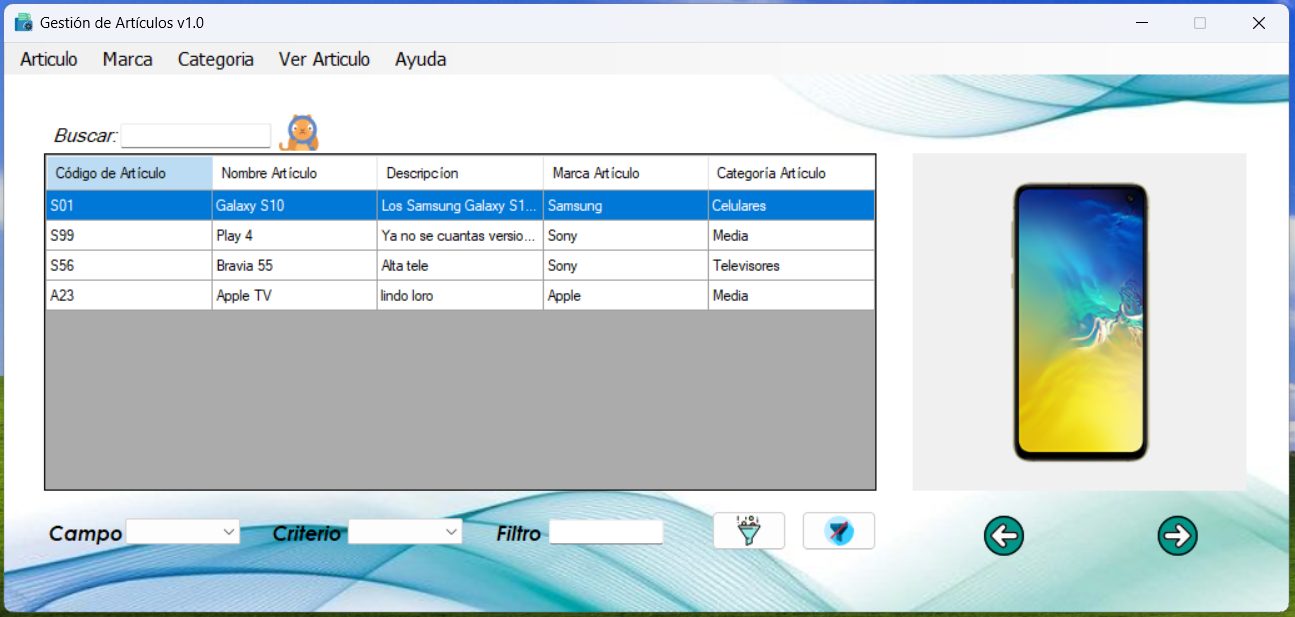 Gestión de Artículos v1.0
Articulo Marca Categoria Ver Articulo Ayuda
Buscar:
Código de Artículo Nombre Artículo Descripcion Marca Artículo Categoría Artículo
S01 Galaxy S10 Los Samsung Galaxy S1... Samsung Celulares
S99 Play 4 Ya no se cuantas versio... Sony Media
S56 Bravia 55 Alta tele Sony Televisores
A23 Apple TV lindo loro Apple Media
Campo Criterio Filtro